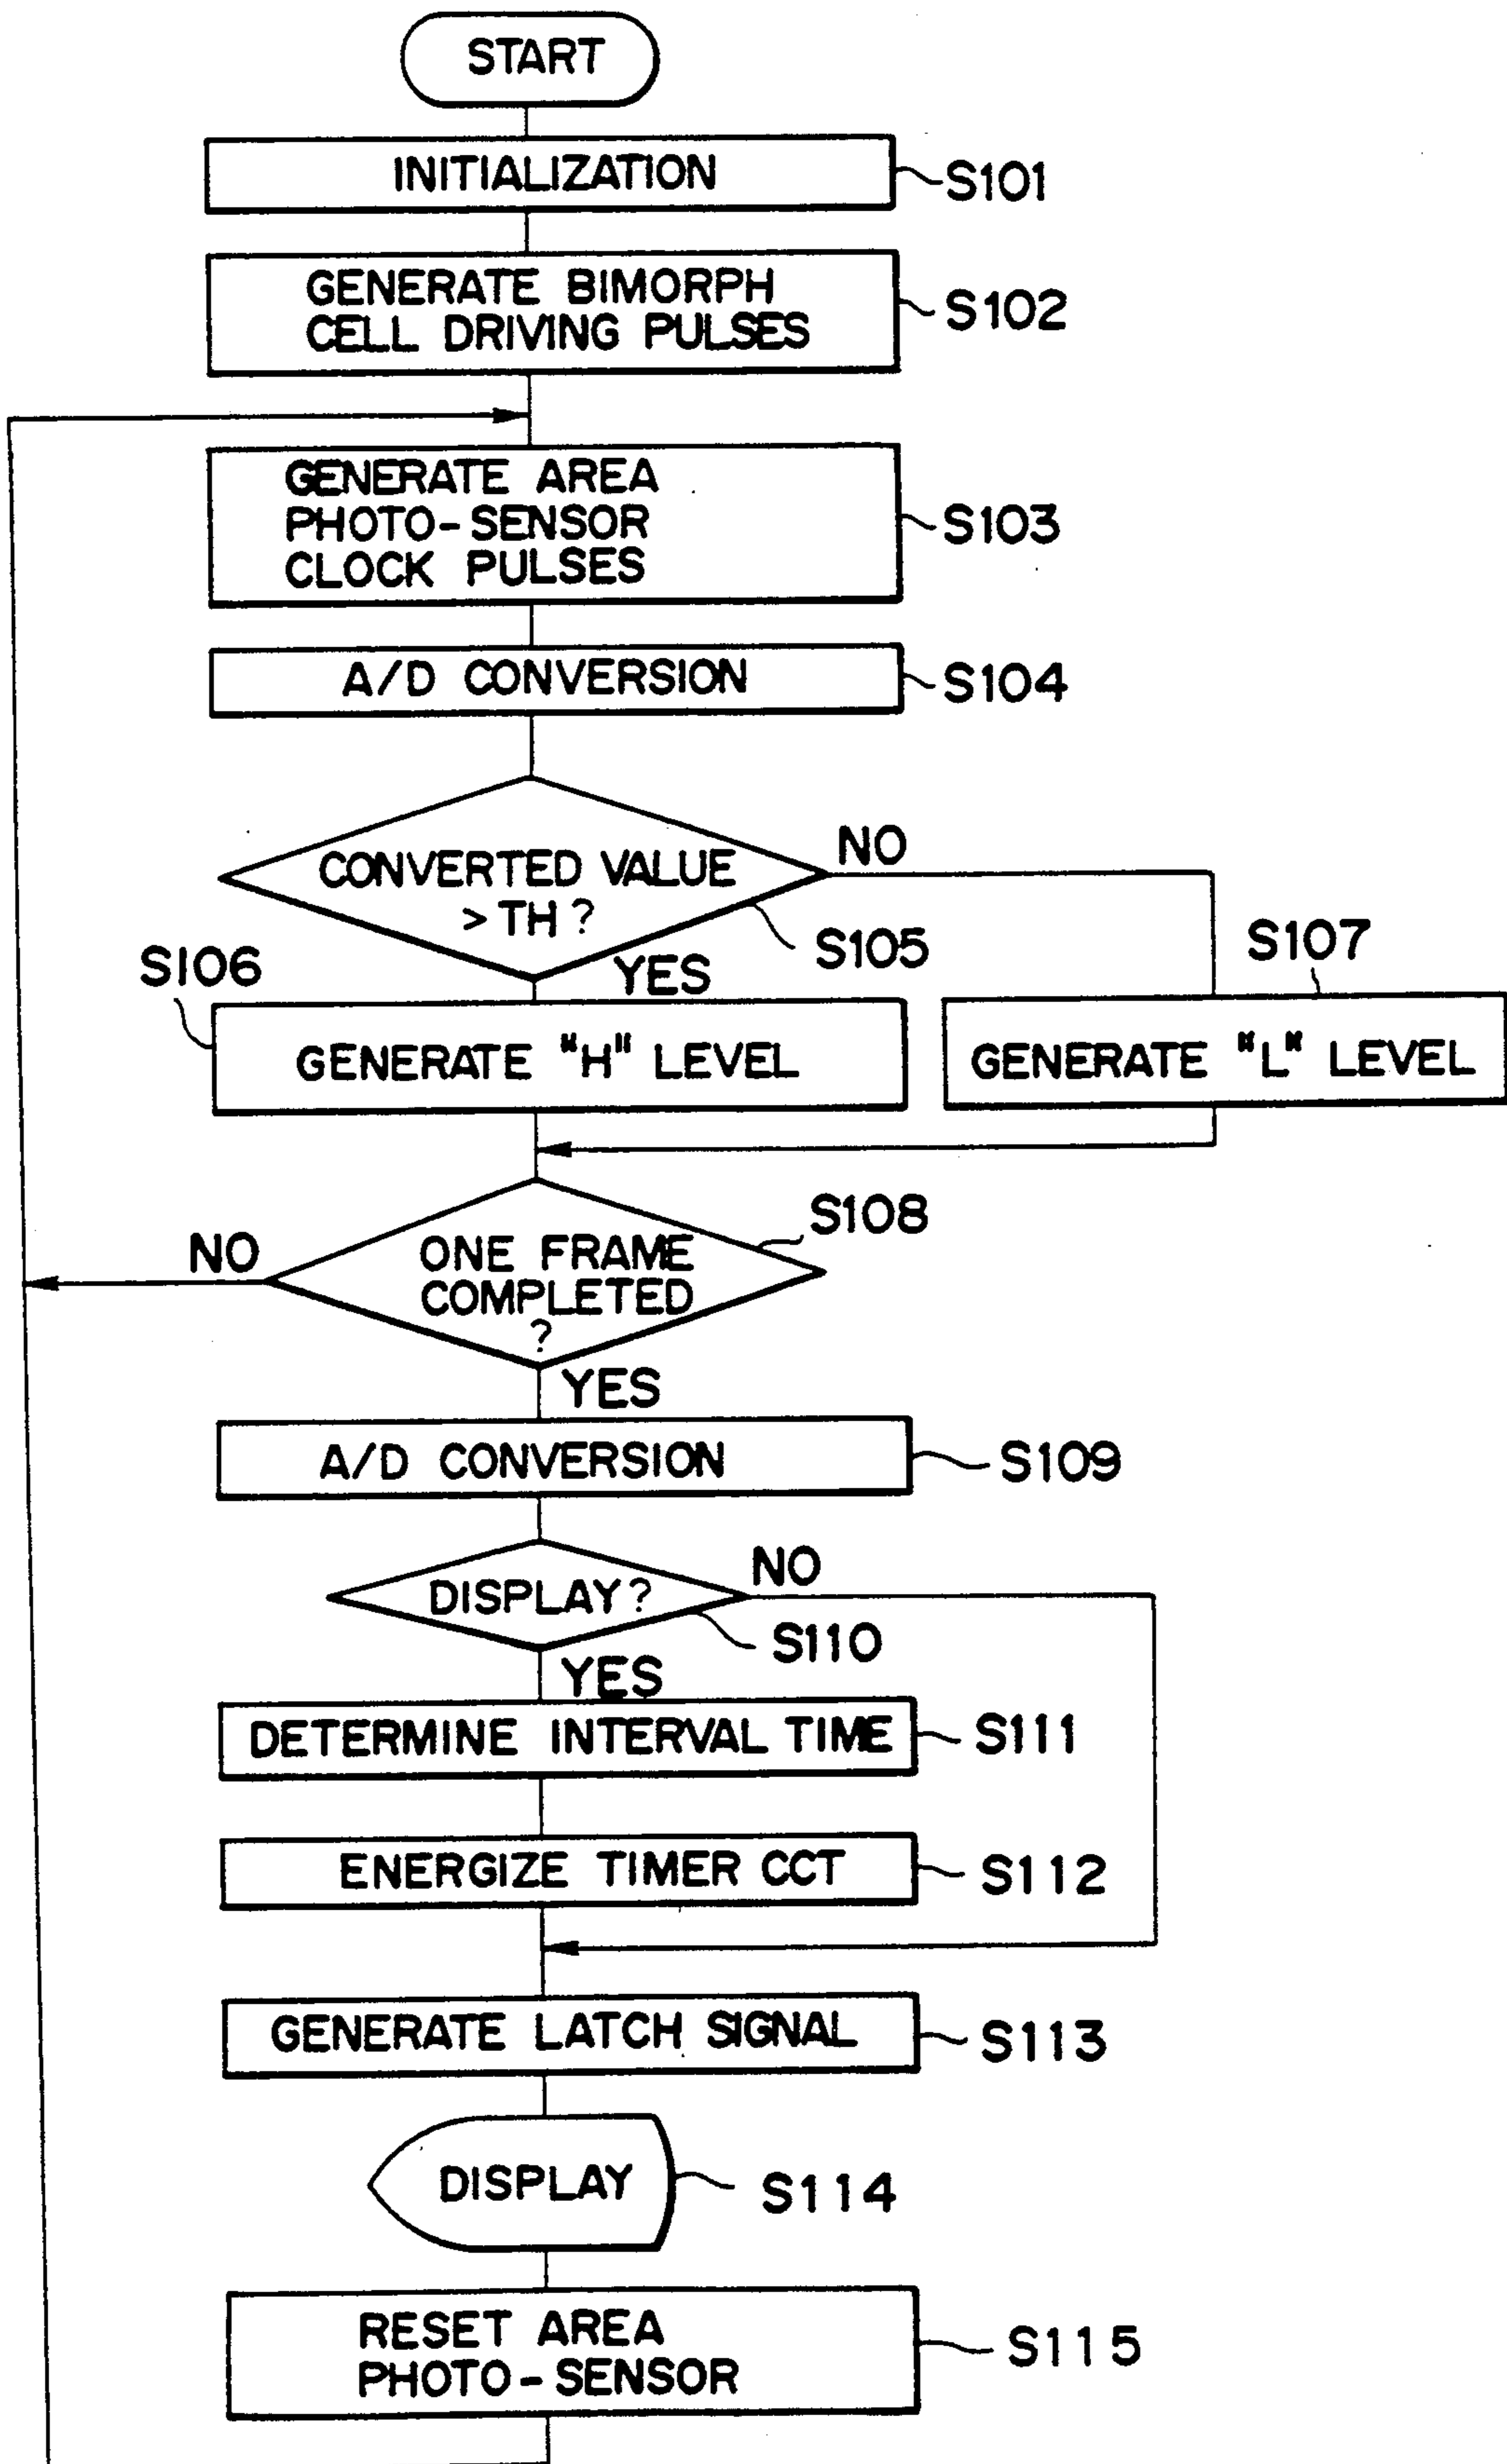 START
INITIALIZATION
S101
GENERATE BIMORPH
CELL DRIVING PULSES
S102
GENERATE AREA
PHOTO-SENSOR
CLOCK PULSES
S103
A/D CONVERSION
S104
CONVERTED VALUE
> TH?
NO
S105
YES
S106
GENERATE "H" LEVEL
S107
GENERATE "L" LEVEL
S108
ONE FRAME
COMPLETED
?
NO
YES
A/D CONVERSION
S109
DISPLAY?
NO
S110
YES
DETERMINE INTERVAL TIME
S111
ENERGIZE TIMER CCT
S112
GENERATE LATCH SIGNAL
S113
DISPLAY
S114
RESET AREA
PHOTO-SENSOR
S115